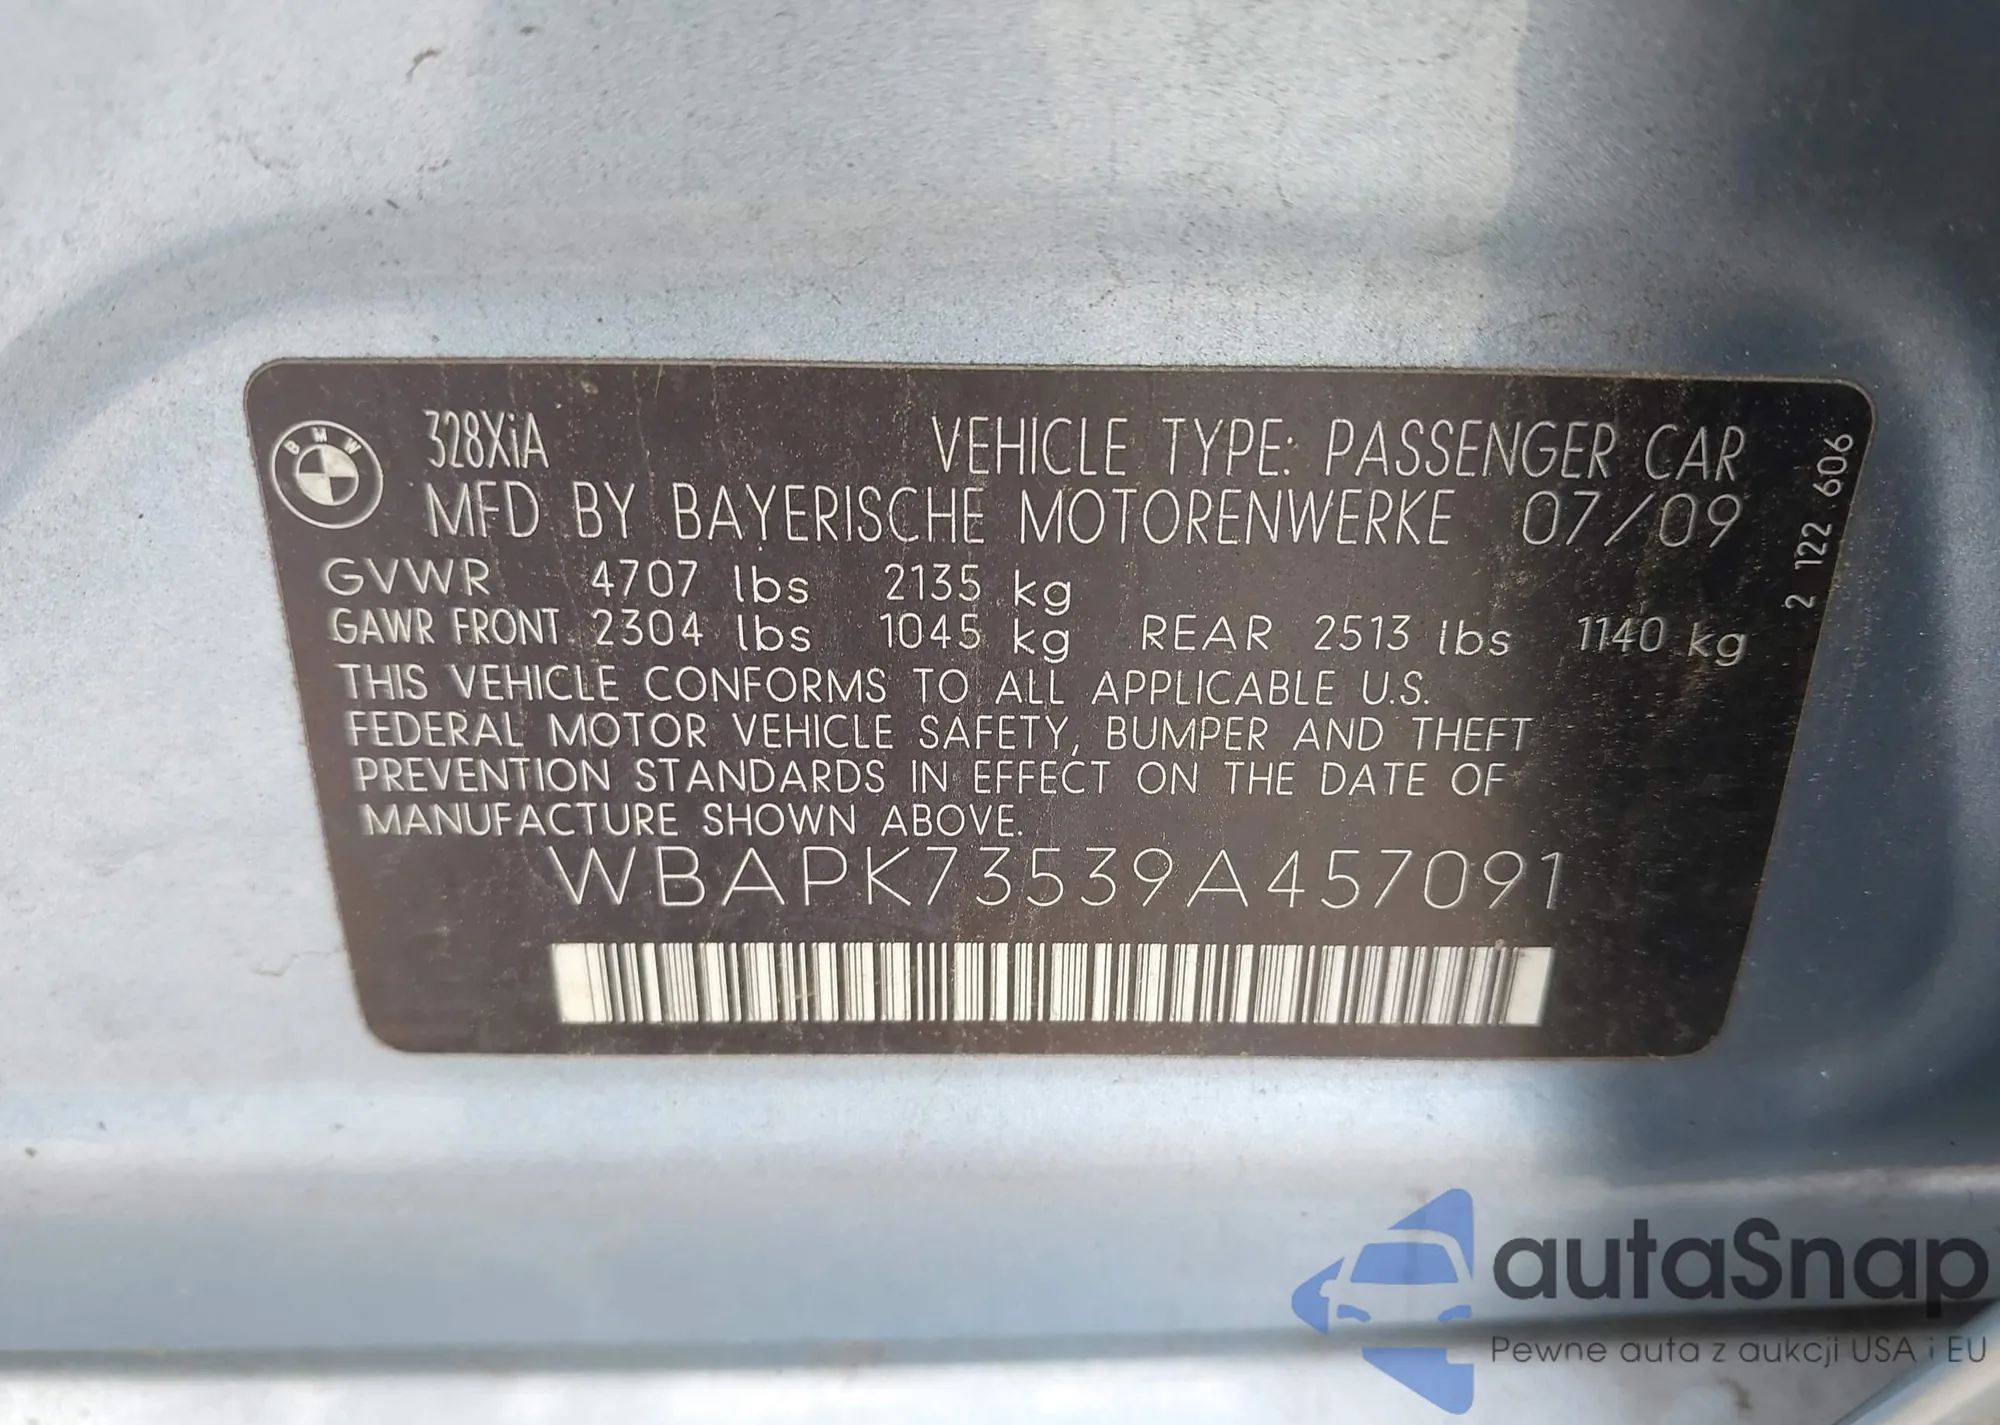 BMW
328XiA VEHICLE TYPE: PASSENGER CAR
MFD BY BAYERISCHE MOTORENWERKE 07/09
GVWR 4707 lbs 2135 kg
GAWR FRONT 2304 lbs 1045 kg REAR 2513 lbs 1140 kg
THIS VEHICLE CONFORMS TO ALL APPLICABLE U.S.
FEDERAL MOTOR VEHICLE SAFETY, BUMPER AND THEFT
PREVENTION STANDARDS IN EFFECT ON THE DATE OF
MANUFACTURE SHOWN ABOVE.
WBAPK73539A457091
2 122 606
autaSnap
Pewne auta z aukcji USA i EU